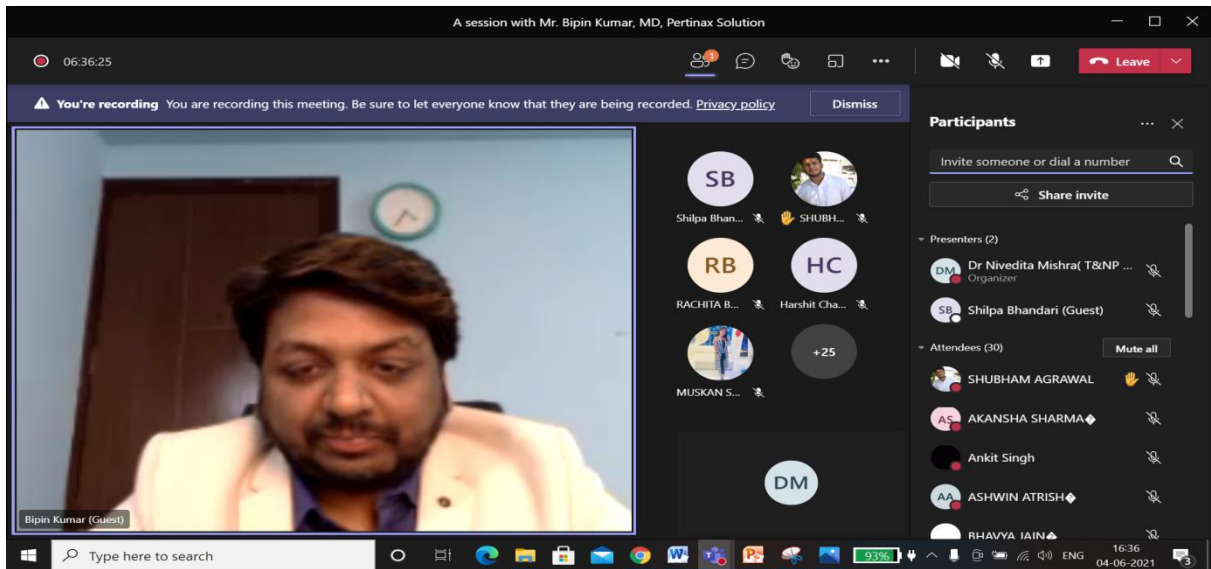 A session with Mr. Bipin Kumar, MD, Pertinax Solution
06:36:25
1
Leave
You're recording You are recording this meeting. Be sure to let everyone know that they are being recorded. Privacy policy
Dismiss
Bipin Kumar (Guest)
SB
Shilpa Bhan...
SHUBH...
RB
HC
RACHITA B...
Harshit Cha...
+25
MUSKAN S...
DM
Participants
Invite someone or dial a number
Share invite
Presenters (2)
DM
Dr Nivedita Mishra( T&NP ...
Organizer
SB
Shilpa Bhandari (Guest)
Attendees (30)
Mute all
SHUBHAM AGRAWAL
AS
AKANSHA SHARMA�
Ankit Singh
AA
ASHWIN ATRISH�
BHAVYA JAIN�
Type here to search
93%
ENG
16:36
04-06-2021
3